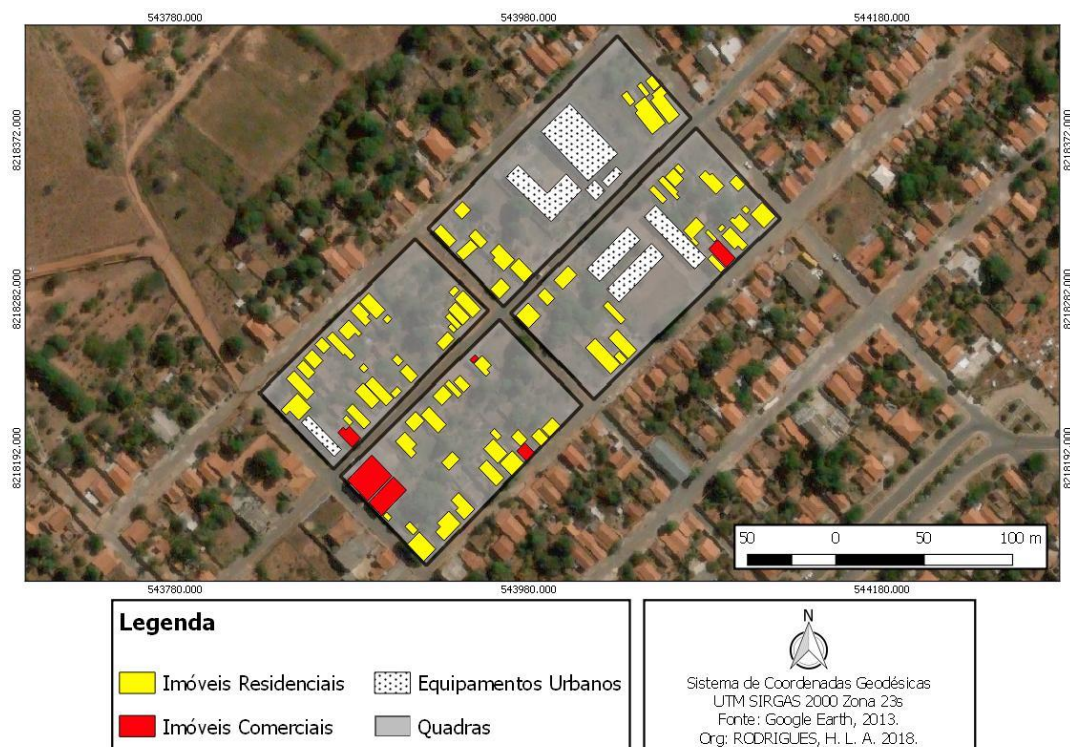 543780.000 543980.000 544180.000
8218372.000 8218372.000
8218282.000 8218282.000
8218192.000 8218192.000
50 0 50 100 m
543780.000 543980.000 544180.000
Legenda
Imóveis Residenciais Equipamentos Urbanos
Imóveis Comerciais Quadras
N
Sistema de Coordenadas Geodésicas
UTM SIRGAS 2000 Zona 23s
Fonte: Google Earth, 2013.
Org: RODRIGUES, H. L. A. 2018.